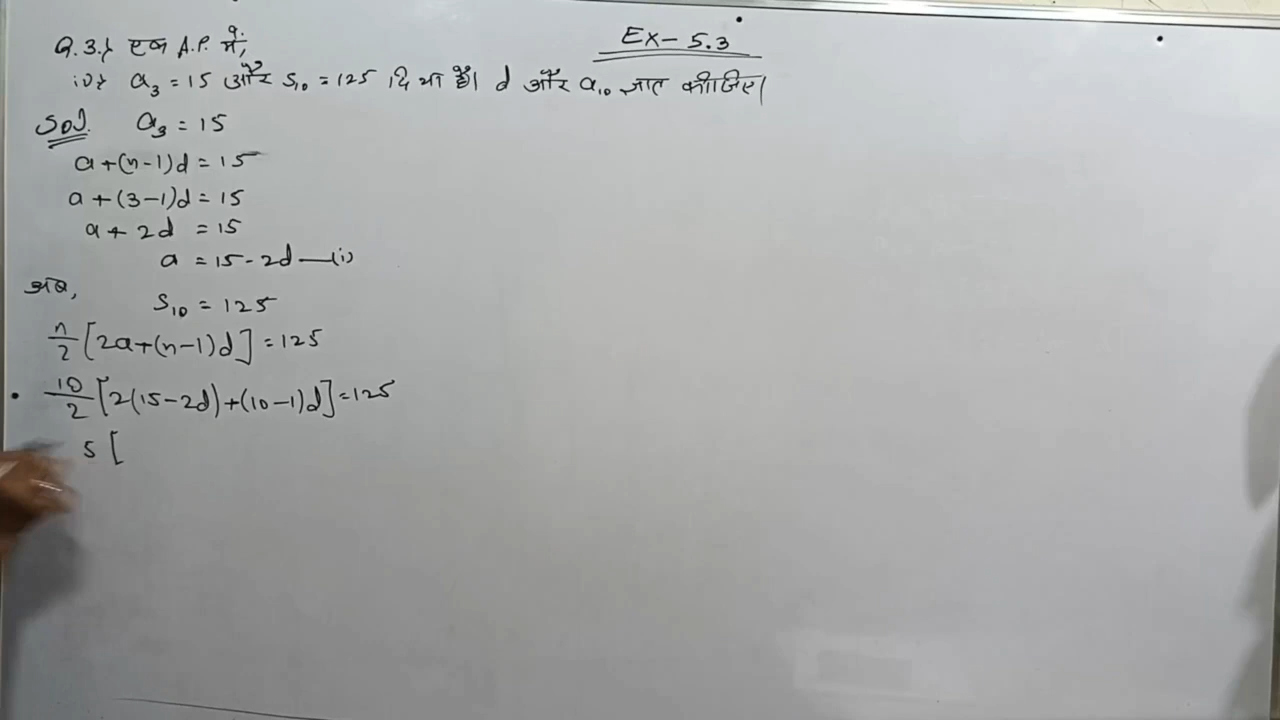 Ex- 5.3
Q.3.} एक A.P. में,
iv} a₃ = 15 और S₁₀ = 125 दिया है। d और a₁₀ ज्ञात कीजिए।
Sol. a₃ = 15
a+(n-1)d = 15
a + (3-1)d = 15
a + 2d = 15
a = 15-2d —(i)
अब,
S₁₀ = 125
n/2 [2a+(n-1)d] = 125
10/2 [2(15-2d)+(10-1)d] = 125
5 [